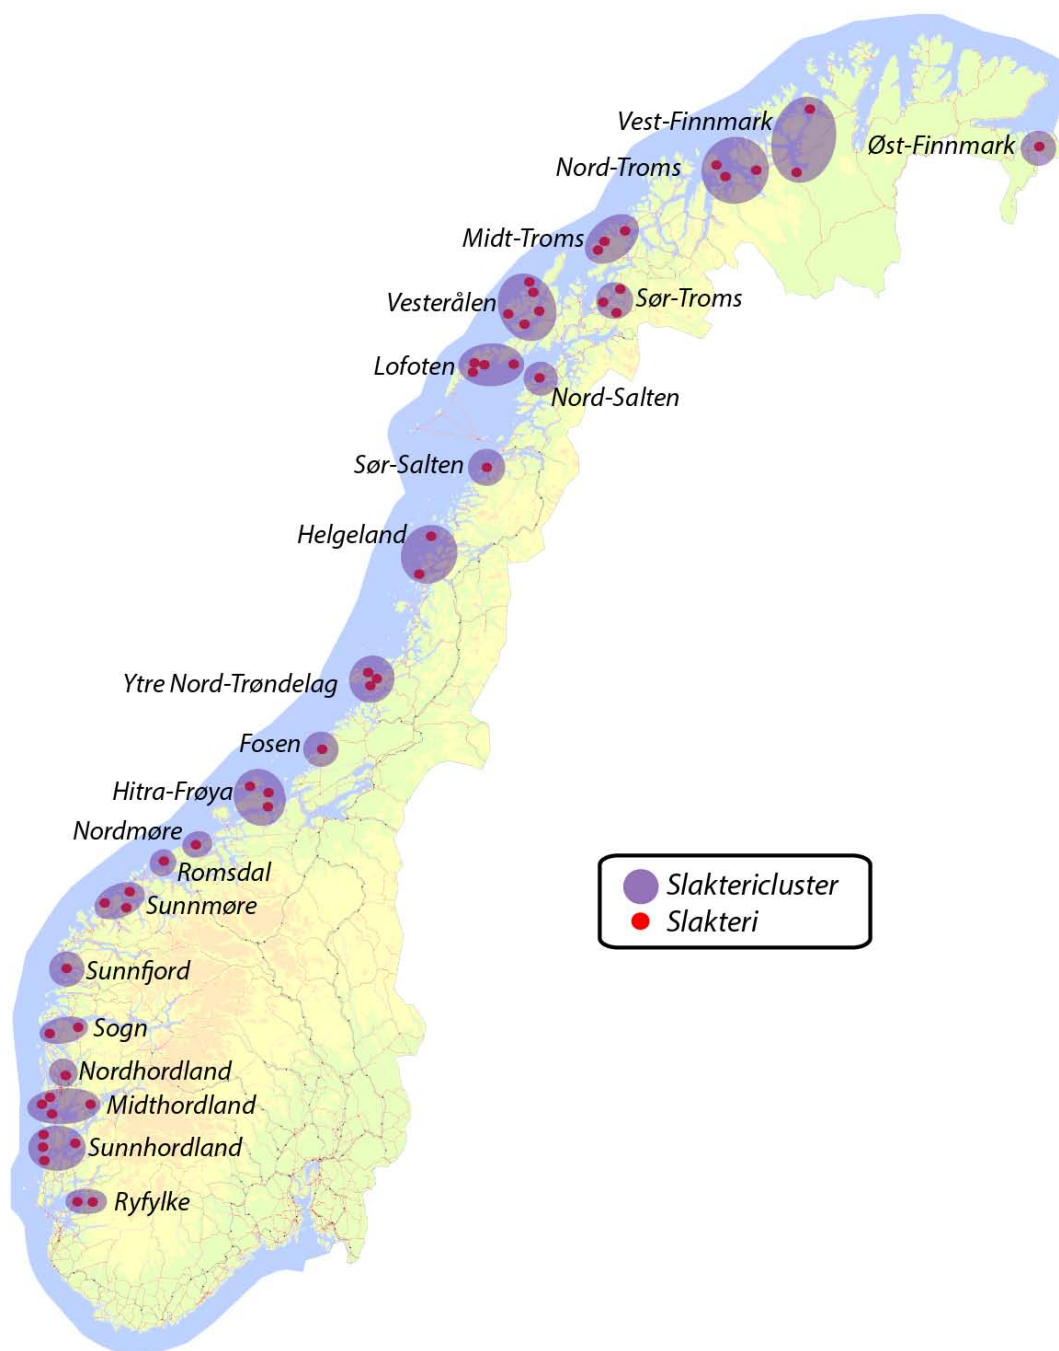 Vest-Finnmark
Øst-Finnmark
Nord-Troms
Midt-Troms
Vesterålen
Sør-Troms
Lofoten
Nord-Salten
Sør-Salten
Helgeland
Ytre Nord-Trøndelag
Fosen
Hitra-Frøya
Nordmøre
Romsdal
Sunnmøre
Slaktericluster
Slakteri
Sunnfjord
Sogn
Nordhordland
Midthordland
Sunnhordland
Ryfylke